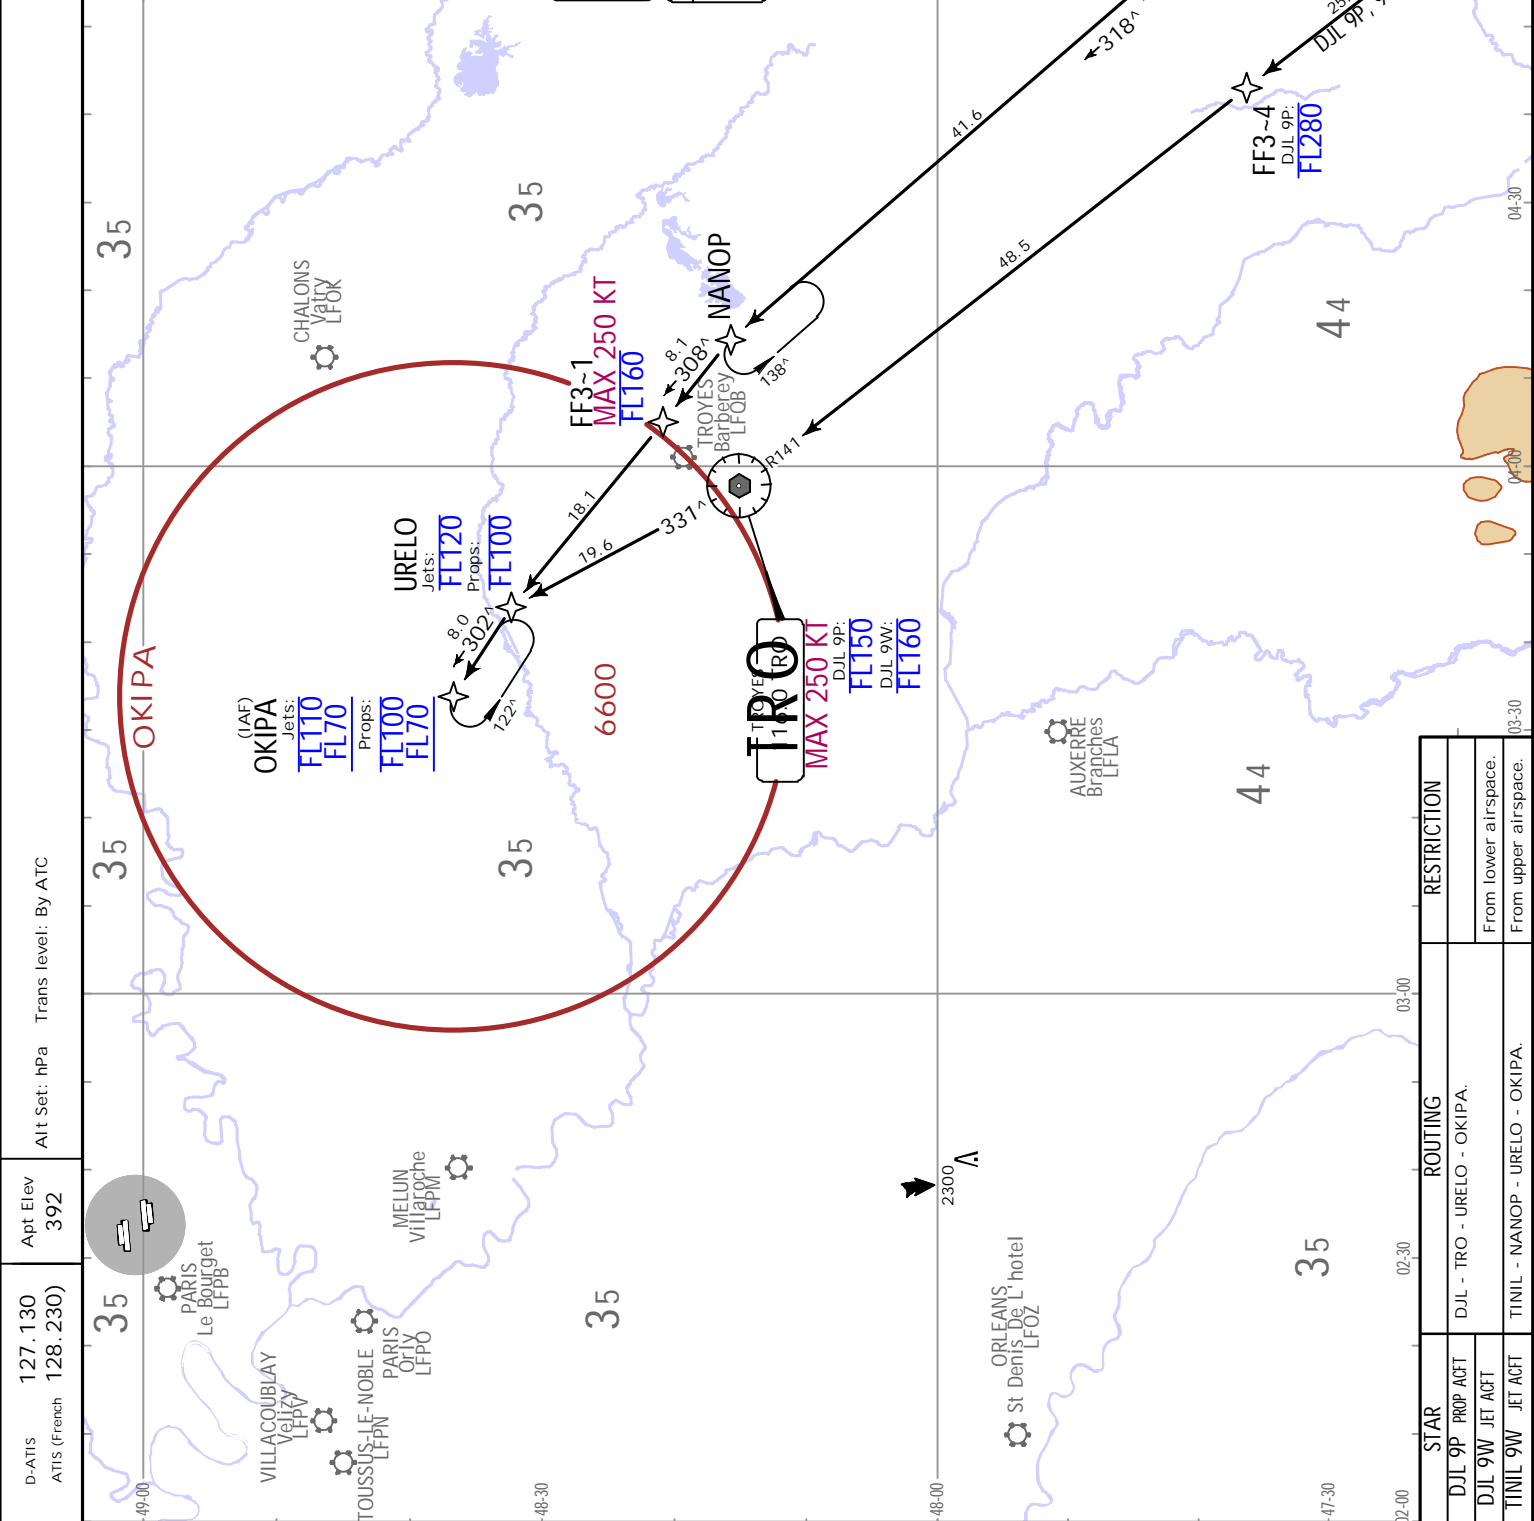 D-ATIS 127.130
ATIS (French 128.230)
Apt Elev
392
Alt Set: hPa Trans level: By ATC
OKIPA
6600
35
35
35
35
35
35
35
44
44
CHALONS
Vatry
LFOK
TROYES
Barberey
LFQB
AUXERRE
Branches
LFLA
MELUN
Villaroche
LFPM
PARIS
Le Bourget
LFPB
PARIS
Orly
LFPO
VILLACOUBLAY
Velizy
LFPV
TOUSSUS-LE-NOBLE
LFPN
ORLEANS
St Denis De L'hotel
LFOZ
2300
(IAF)
OKIPA
Jets:
FL110
FL70
Props:
FL100
FL70
URELO
Jets:
FL120
Props:
FL100
8.0
302^
122^
18.1
19.6
331^
FF3~1
MAX 250 KT
FL160
8.1
308^
NANOP
138^
R141
TROYES
116.0 TRO
TRO
MAX 250 KT
DJL 9P:
FL150
DJL 9W:
FL160
41.6
318^
48.5
FF3~4
DJL 9P:
FL280
DJL 9P, 9
49-00
48-30
48-00
47-30
02-00
02-30
03-00
03-30
04-00
04-30
STAR ROUTING RESTRICTION
DJL 9P PROP ACFT DJL - TRO - URELO - OKIPA.
DJL 9W JET ACFT From lower airspace.
TINIL 9W JET ACFT TINIL - NANOP - URELO - OKIPA. From upper airspace.